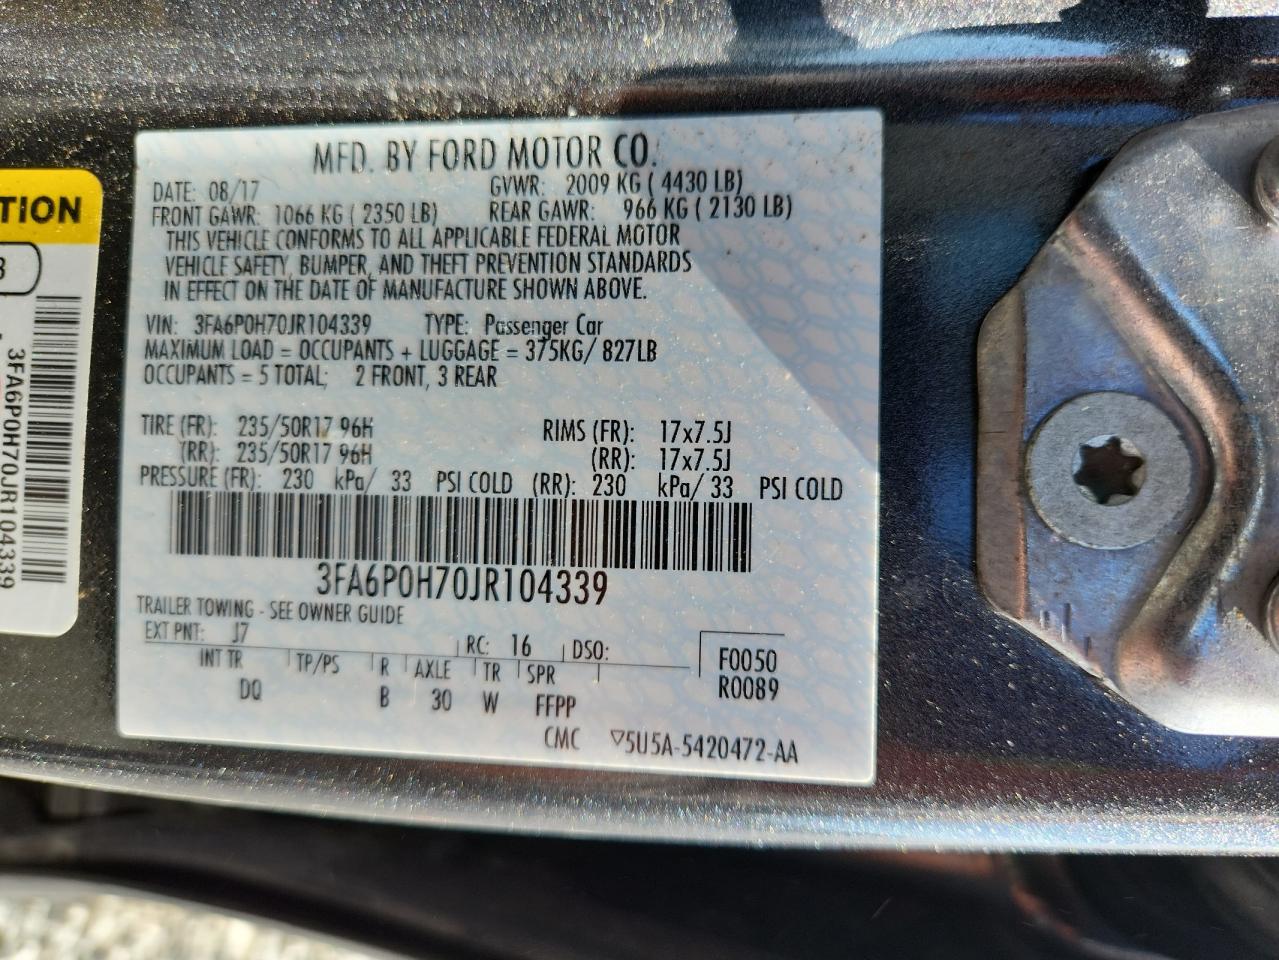 MFD. BY FORD MOTOR CO.
DATE: 08/17 GVWR: 2009 KG ( 4430 LB)
FRONT GAWR: 1066 KG ( 2350 LB) REAR GAWR: 966 KG ( 2130 LB)
THIS VEHICLE CONFORMS TO ALL APPLICABLE FEDERAL MOTOR
VEHICLE SAFETY, BUMPER, AND THEFT PREVENTION STANDARDS
IN EFFECT ON THE DATE OF MANUFACTURE SHOWN ABOVE.
VIN: 3FA6P0H70JR104339 TYPE: Passenger Car
MAXIMUM LOAD = OCCUPANTS + LUGGAGE = 375KG/ 827LB
OCCUPANTS = 5 TOTAL; 2 FRONT, 3 REAR
TIRE (FR): 235/50R17 96H RIMS (FR): 17x7.5J
(RR): 235/50R17 96H (RR): 17x7.5J
PRESSURE (FR): 230 kPa/ 33 PSI COLD (RR): 230 kPa/ 33 PSI COLD
3FA6P0H70JR104339
TRAILER TOWING - SEE OWNER GUIDE
EXT PNT: J7 RC: 16 DSO: F0050
INT TR TP/PS R AXLE TR SPR R0089
DQ B 30 W FFPP
CMC ▽5U5A-5420472-AA
TION
3FA6P0H70JR104339